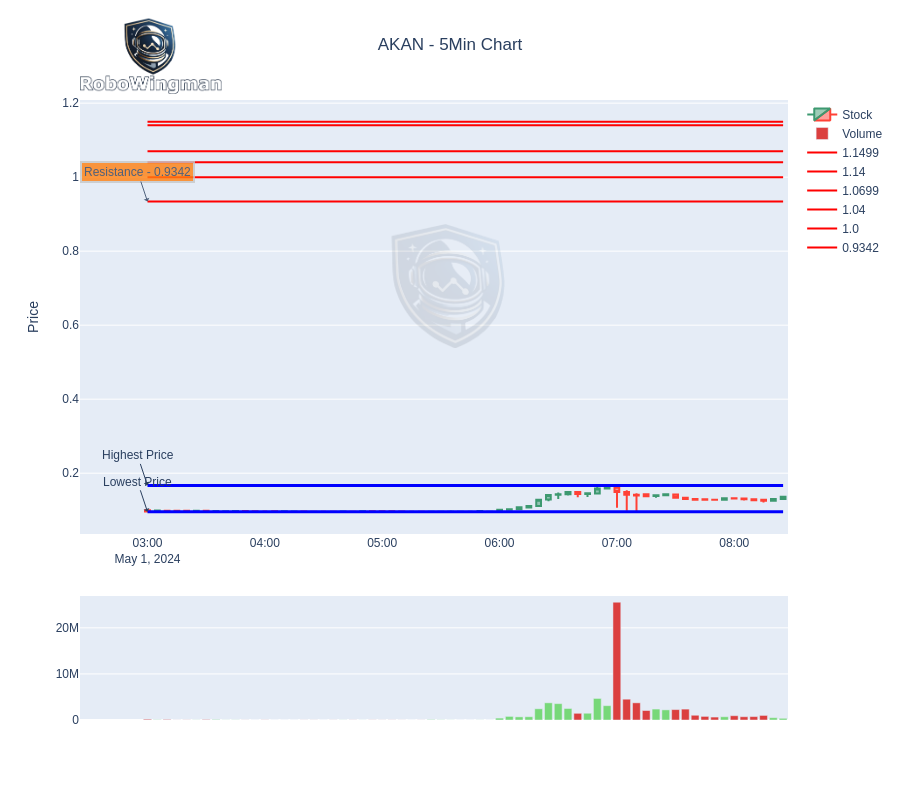 RoboWingman
AKAN - 5Min Chart
Stock
Volume
1.1499
1.14
1.0699
1.04
1.0
0.9342
1.2
1
0.8
0.6
0.4
0.2
Price
Resistance - 0.9342
Highest Price
Lowest Price
03:00
04:00
05:00
06:00
07:00
08:00
May 1, 2024
20M
10M
0